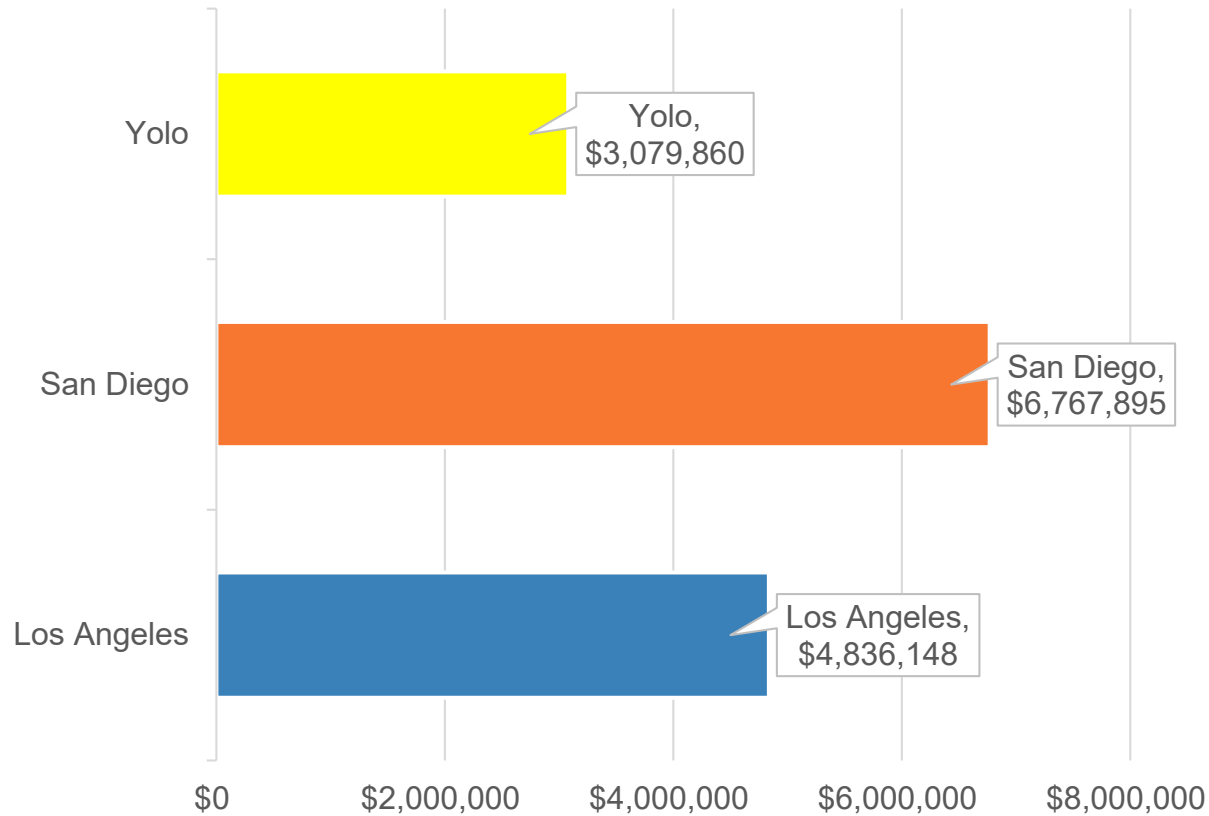 Yolo
Yolo,
$3,079,860
San Diego
San Diego,
$6,767,895
Los Angeles
Los Angeles,
$4,836,148
$0
$2,000,000
$4,000,000
$6,000,000
$8,000,000